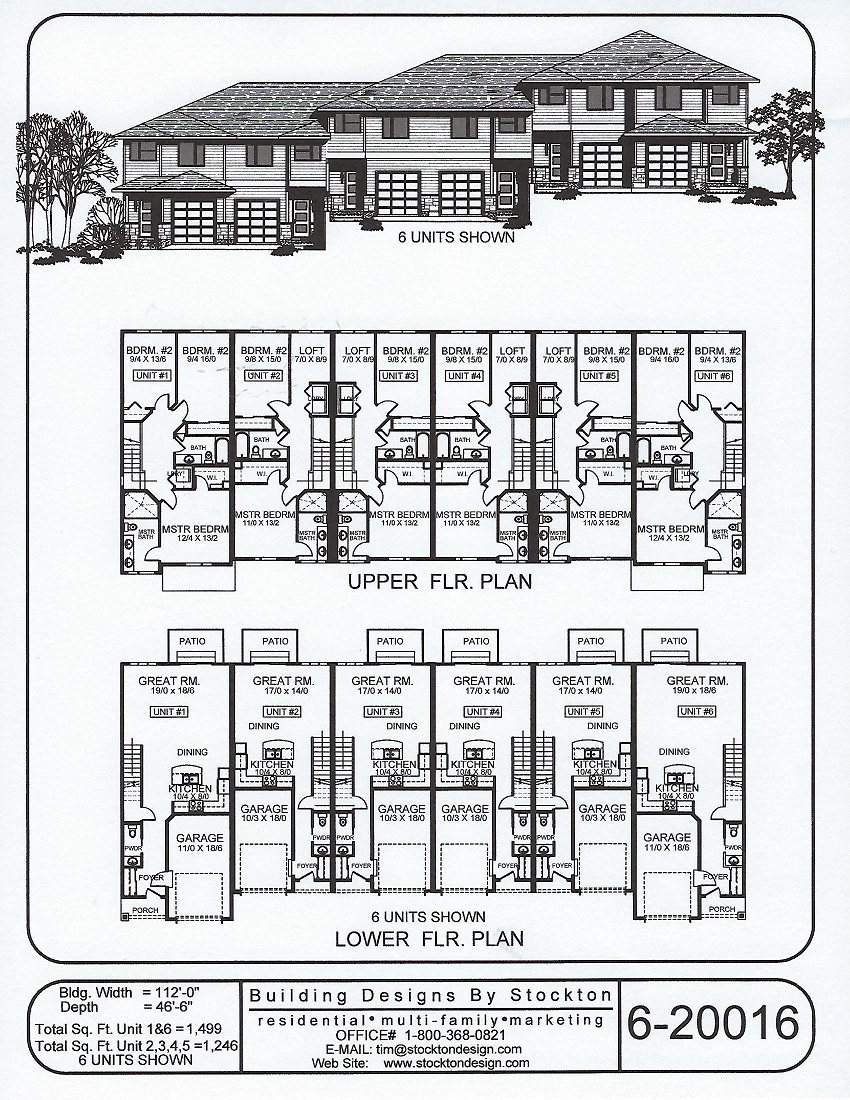 6 UNITS SHOWN
BDRM. #2 BDRM. #2 BDRM. #2 LOFT LOFT BDRM. #2 BDRM. #2 LOFT LOFT BDRM. #2 BDRM. #2 BDRM. #2
9/4 X 13/6 9/4 16/0 9/8 X 15/0 7/0 X 8/9 7/0 X 8/9 9/8 X 15/0 9/8 X 15/0 7/0 X 8/9 7/0 X 8/9 9/8 X 15/0 9/4 16/0 9/4 X 13/6
UNIT #1 UNIT #2 UNIT #3 UNIT #4 UNIT #5 UNIT #6
BATH BATH BATH BATH BATH BATH
W.I. W.I. W.I. W.I. W.I. W.I.
MSTR BEDRM MSTR BEDRM MSTR BEDRM MSTR BEDRM MSTR BEDRM MSTR BEDRM
12/4 X 13/2 11/0 X 13/2 11/0 X 13/2 11/0 X 13/2 11/0 X 13/2 12/4 X 13/2
MSTR BATH MSTR BATH MSTR BATH MSTR BATH MSTR BATH MSTR BATH
UPPER FLR. PLAN
PATIO PATIO PATIO PATIO PATIO PATIO
GREAT RM. GREAT RM. GREAT RM. GREAT RM. GREAT RM. GREAT RM.
19/0 x 18/6 17/0 x 14/0 17/0 x 14/0 17/0 x 14/0 17/0 x 14/0 19/0 x 18/6
UNIT #1 UNIT #2 UNIT #3 UNIT #4 UNIT #5 UNIT #6
DINING DINING DINING DINING DINING DINING
KITCHEN KITCHEN KITCHEN KITCHEN KITCHEN KITCHEN
10/4 X 8/0 10/4 X 8/0 10/4 X 8/0 10/4 X 8/0 10/4 X 8/0 10/4 X 8/0
GARAGE GARAGE GARAGE GARAGE GARAGE GARAGE
11/0 X 18/6 10/3 X 18/0 10/3 X 18/0 10/3 X 18/0 10/3 X 18/0 11/0 X 18/6
PWDR PWDR PWDR PWDR PWDR PWDR
FOYER FOYER FOYER FOYER FOYER FOYER
PORCH PORCH
6 UNITS SHOWN
LOWER FLR. PLAN
Bldg. Width = 112'-0"
Depth = 46'-6"
Total Sq. Ft. Unit 1&6 = 1,499
Total Sq. Ft. Unit 2,3,4,5 =1,246
6 UNITS SHOWN
Building Designs By Stockton
residential•multi-family•marketing
OFFICE# 1-800-368-0821
E-MAIL: tim@stocktondesign.com
Web Site: www.stocktondesign.com
6-20016